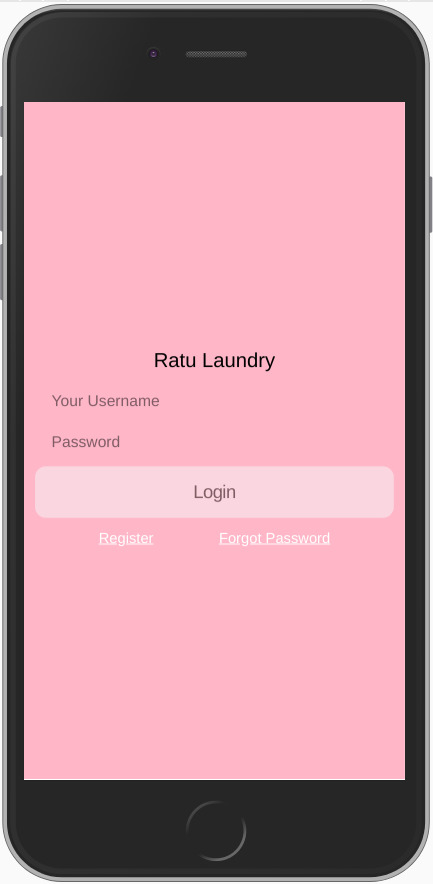 Ratu Laundry
Your Username
Password
Login
Register Forgot Password